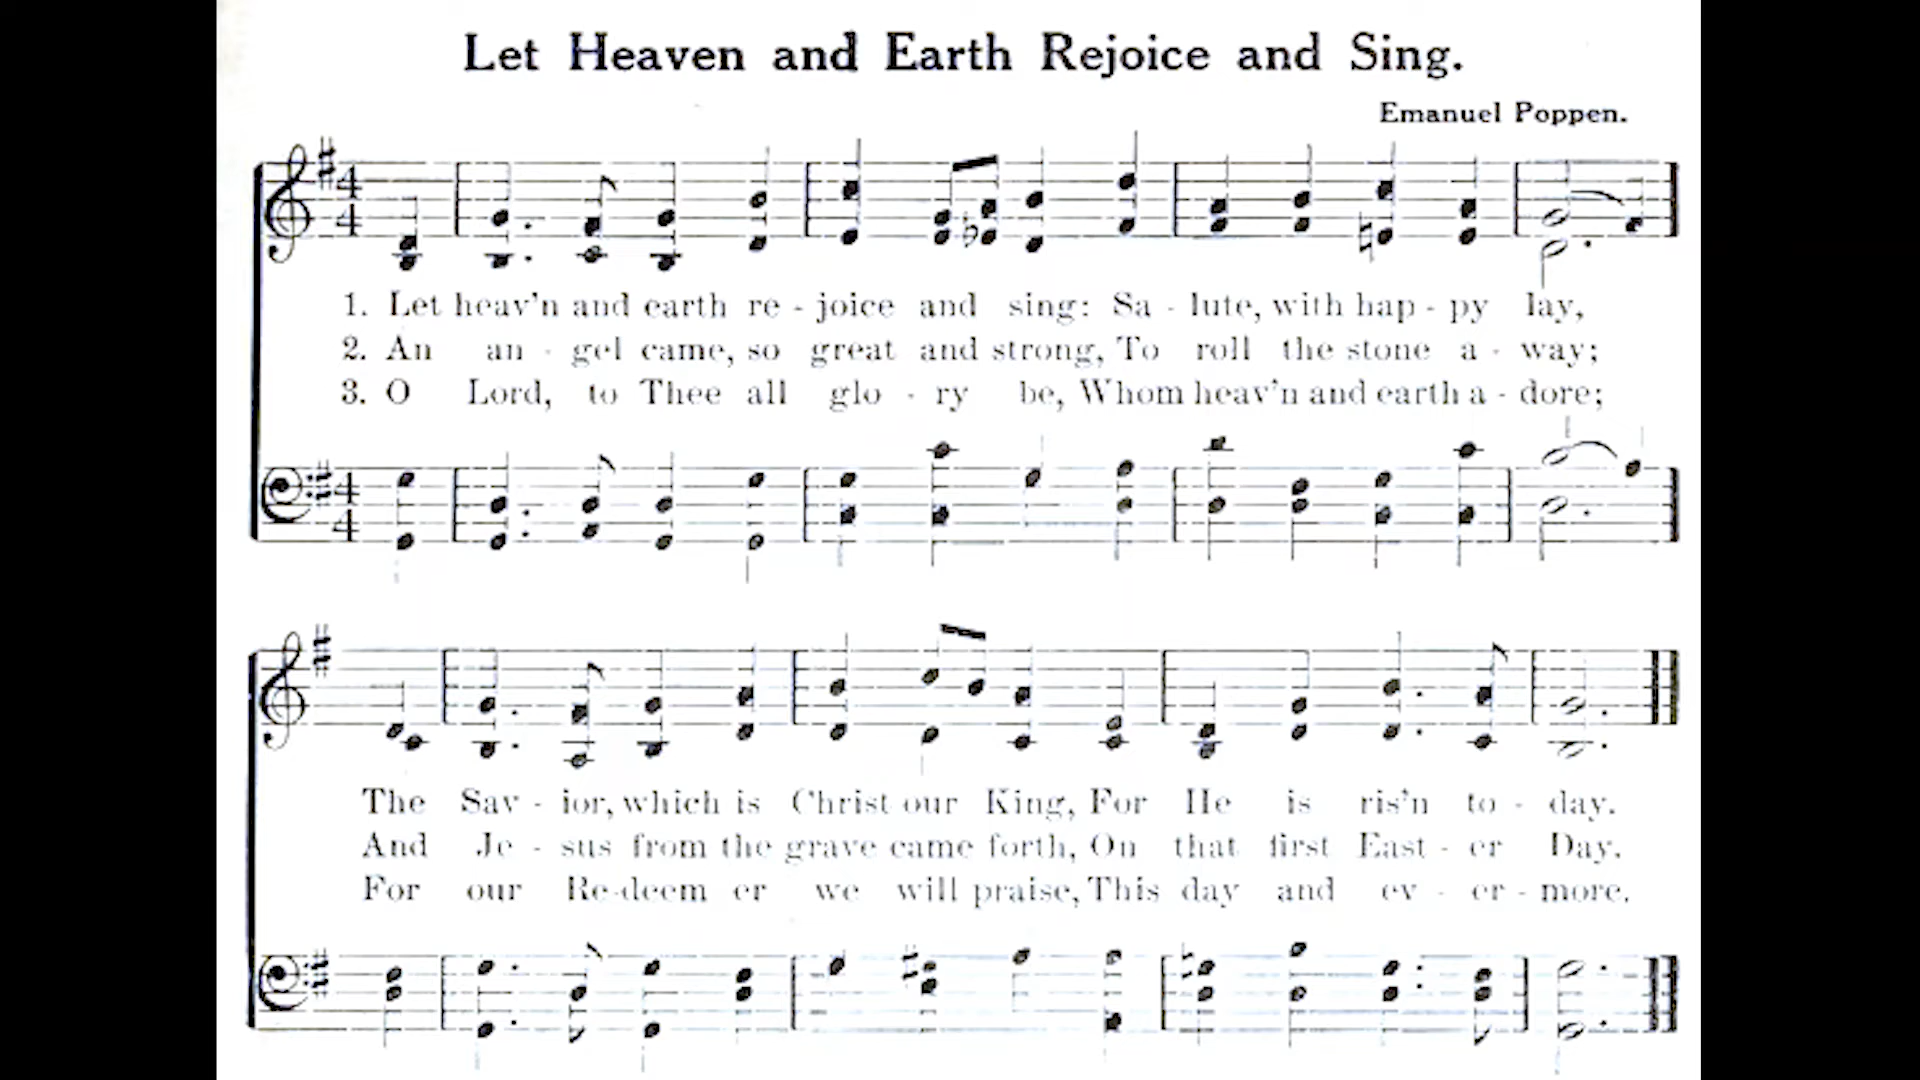 Let Heaven and Earth Rejoice and Sing.
Emanuel Poppen.
1. Let heav'n and earth re - joice and sing: Sa - lute, with hap - py lay,
2. An an - gel came, so great and strong, To roll the stone a - way;
3. O Lord, to Thee all glo - ry be, Whom heav'n and earth a - dore;
The Sav - ior, which is Christ our King, For He is ris'n to - day.
And Je - sus from the grave came forth, On that first East - er Day.
For our Re-deem er we will praise, This day and ev - er - more.